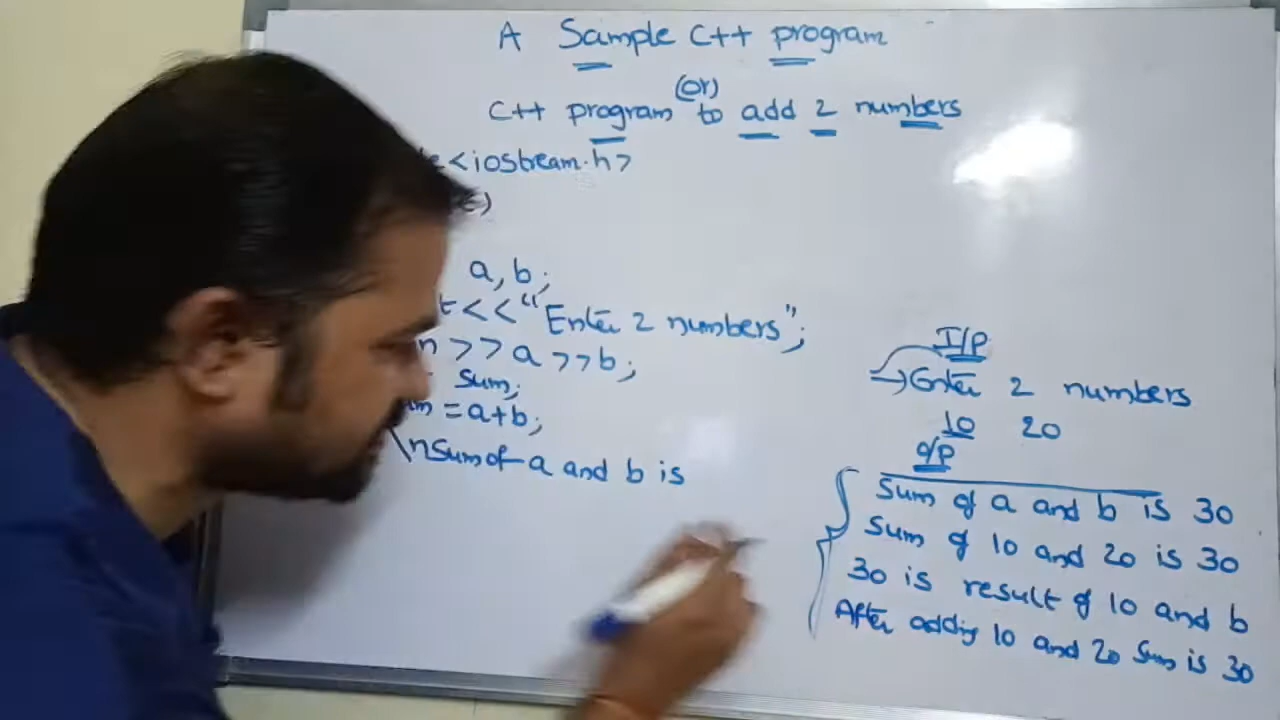 A Sample C++ program
(or)
C++ program to add 2 numbers
<iostream.h>
)
a, b;
t<<"Enter 2 numbers";
n >>a >>b;
sum;
m =a+b;
\nSum of a and b is
I/P
Enter 2 numbers
10 20
O/P
Sum of a and b is 30
Sum of 10 and 20 is 30
30 is result of 10 and b
After adding 10 and 20 Sum is 30